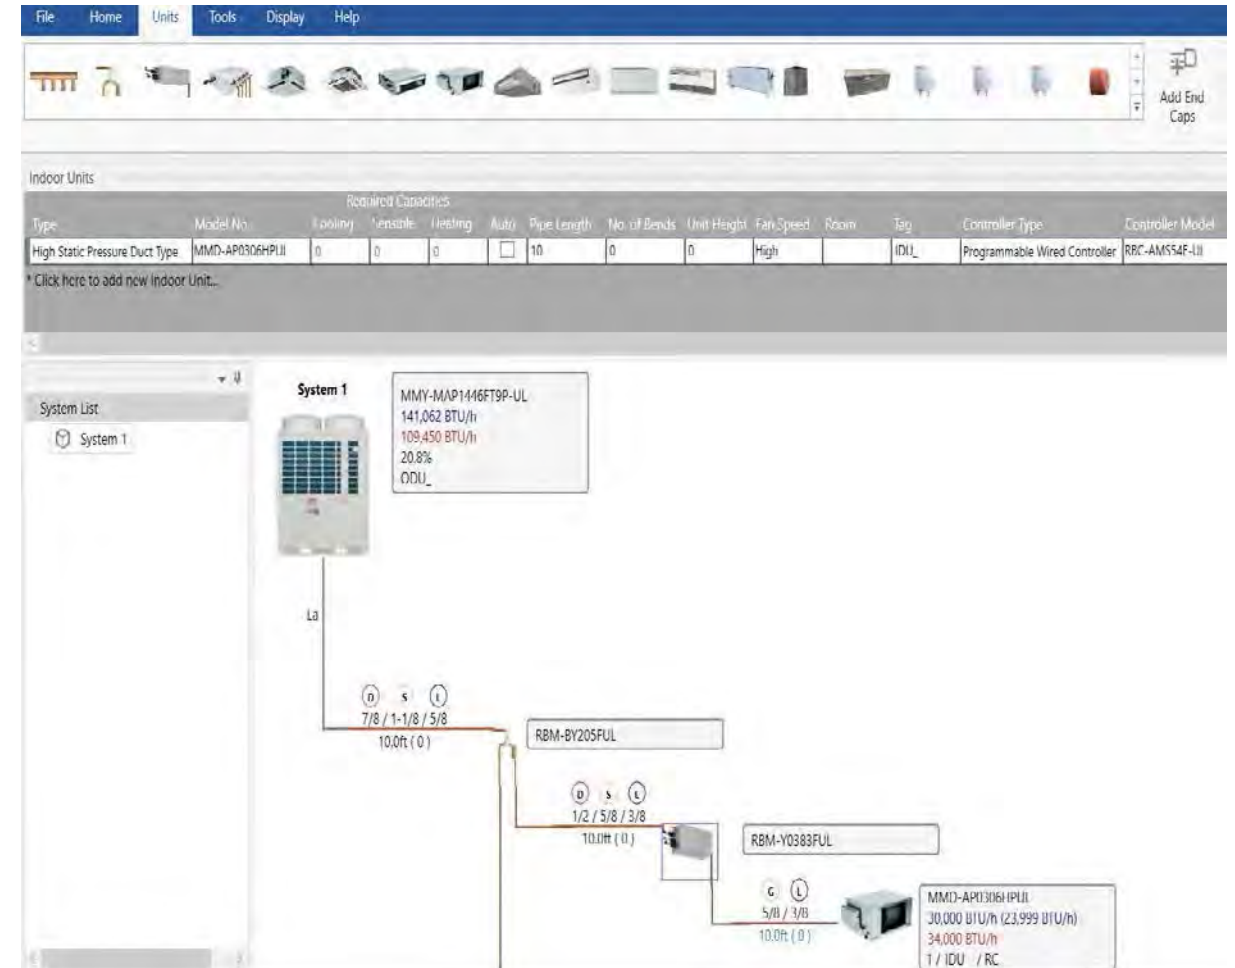 File Home Units Tools Display Help
Add End
Caps
Indoor Units
Required Capacities
Type Model No. Cooling Sensible Heating Auto Pipe Length No. of Bends Unit Height Fan Speed Room Tag Controller Type Controller Model
High Static Pressure Duct Type MMD-AP0306HPUL 0 0 0 10 0 0 High IDU_ Programmable Wired Controller RBC-AMS54F-UL
* Click here to add new Indoor Unit...
System List
System 1
System 1
MMY-MAP1446FT9P-UL
141,062 BTU/h
109,450 BTU/h
20.8%
ODU_
La
D S L
7/8 / 1-1/8 / 5/8
10.0ft ( 0 )
RBM-BY205FUL
D S L
1/2 / 5/8 / 3/8
10.0ft ( 0 )
RBM-Y0383FUL
G L
5/8 / 3/8
10.0ft ( 0 )
MMD-AP0306HPUL
30,000 BTU/h (23,999 BTU/h)
34,000 BTU/h
1 / IDU_ / RC